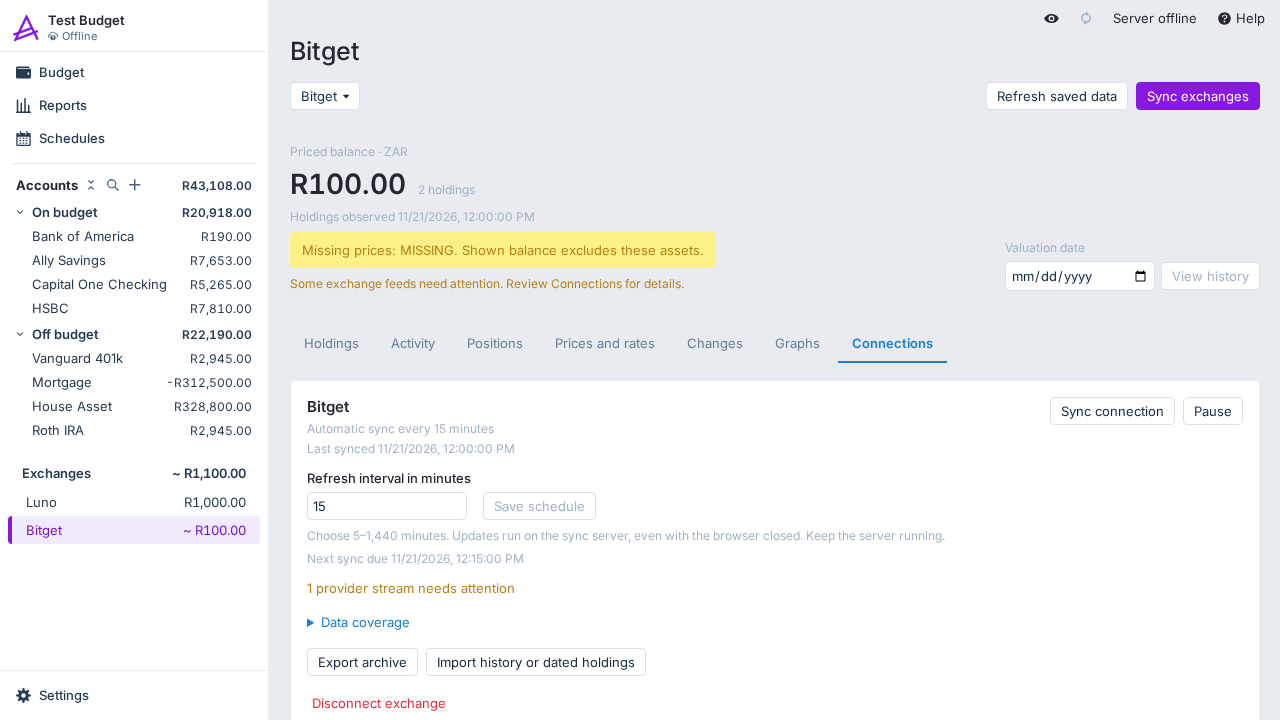 Test Budget
Offline
Server offline
Help
Budget
Reports
Schedules
Accounts R43,108.00
On budget R20,918.00
Bank of America R190.00
Ally Savings R7,653.00
Capital One Checking R5,265.00
HSBC R7,810.00
Off budget R22,190.00
Vanguard 401k R2,945.00
Mortgage -R312,500.00
House Asset R328,800.00
Roth IRA R2,945.00
Exchanges ~ R1,100.00
Luno R1,000.00
Bitget ~ R100.00
Settings
Bitget
Bitget
Refresh saved data
Sync exchanges
Priced balance · ZAR
R100.00 2 holdings
Holdings observed 11/21/2026, 12:00:00 PM
Missing prices: MISSING. Shown balance excludes these assets.
Some exchange feeds need attention. Review Connections for details.
Valuation date
mm/dd/yyyy
View history
Holdings
Activity
Positions
Prices and rates
Changes
Graphs
Connections
Bitget
Automatic sync every 15 minutes
Last synced 11/21/2026, 12:00:00 PM
Sync connection
Pause
Refresh interval in minutes
15
Save schedule
Choose 5–1,440 minutes. Updates run on the sync server, even with the browser closed. Keep the server running.
Next sync due 11/21/2026, 12:15:00 PM
1 provider stream needs attention
Data coverage
Export archive
Import history or dated holdings
Disconnect exchange